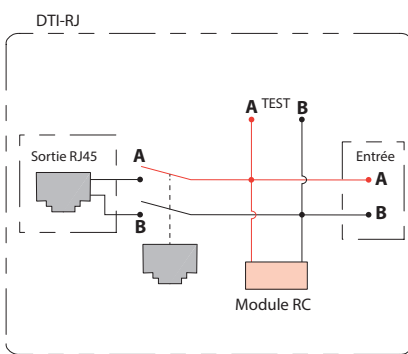 DTI-RJ
A TEST B
Sortie RJ45
A
Entrée
A
B
B
Module RC